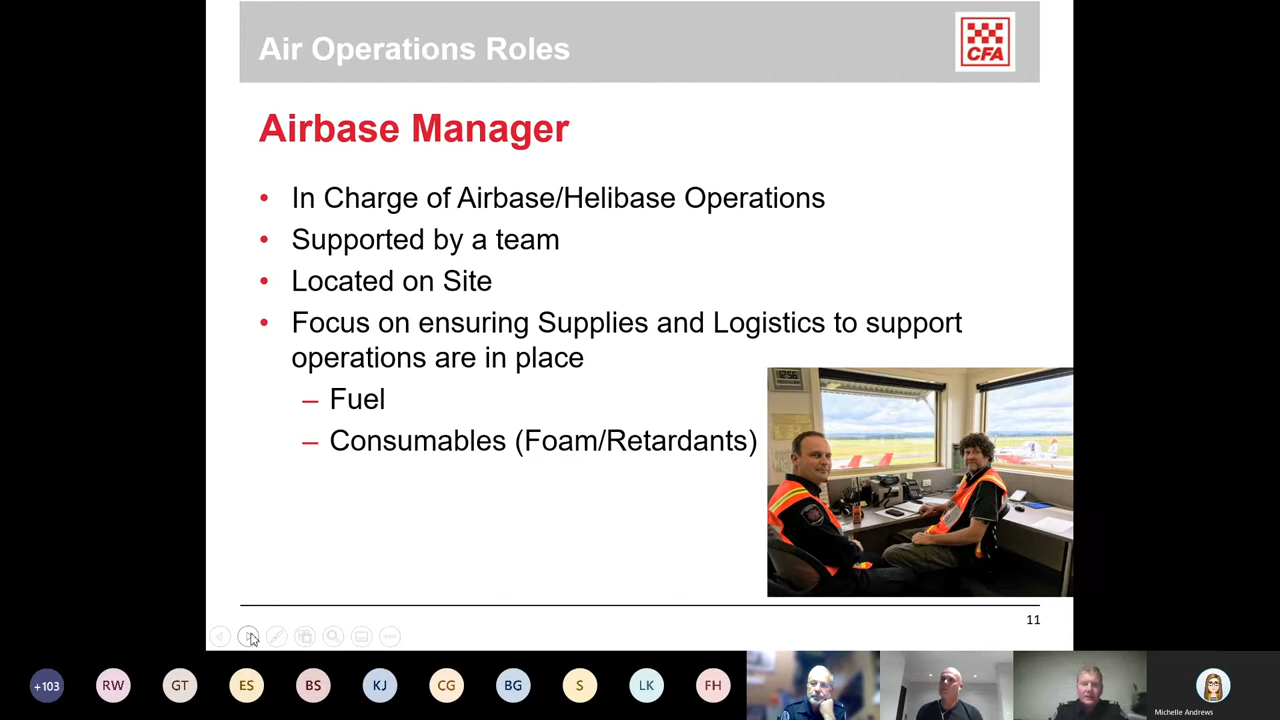 Air Operations Roles
CFA
Airbase Manager
• In Charge of Airbase/Helibase Operations
• Supported by a team
• Located on Site
• Focus on ensuring Supplies and Logistics to support
operations are in place
– Fuel
– Consumables (Foam/Retardants)
12:56
11
+103
RW
GT
ES
BS
KJ
CG
BG
S
LK
FH
Michelle Andrews